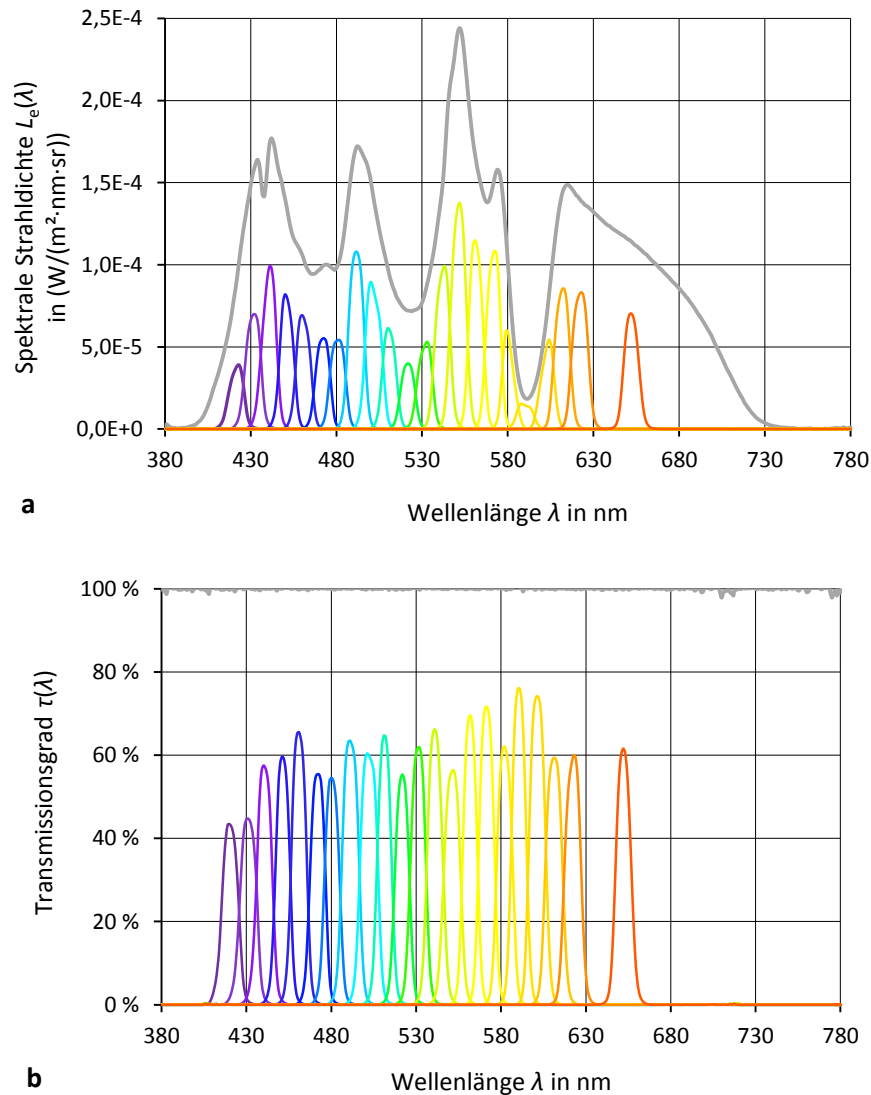 2,5E-4
2,0E-4
1,5E-4
1,0E-4
5,0E-5
0,0E+0
Spektrale Strahldichte Lₑ(λ)
in (W/(m²·nm·sr))
380 430 480 530 580 630 680 730 780
a
Wellenlänge λ in nm
100 %
80 %
60 %
40 %
20 %
0 %
Transmissionsgrad τ(λ)
380 430 480 530 580 630 680 730 780
b
Wellenlänge λ in nm